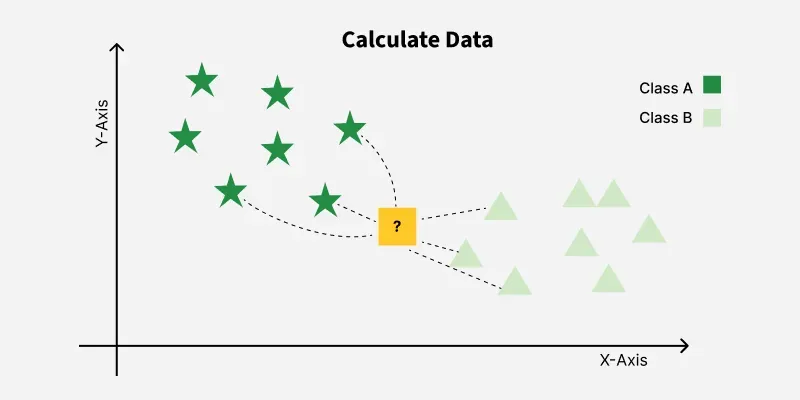 Calculate Data
Class A
Class B
Y-Axis
?
X-Axis